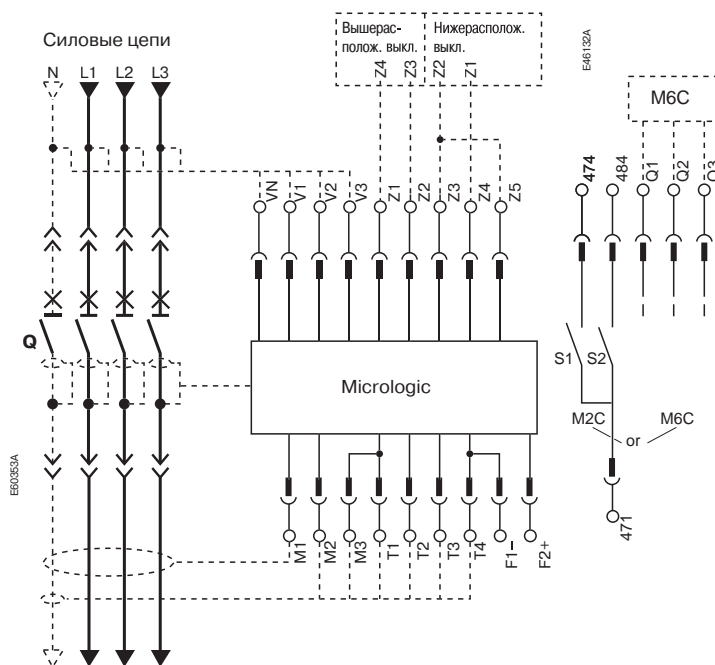 Силовые цепи
N L1 L2 L3
Вышерас-
полож. выкл.
Нижерасполож.
выкл.
Z4 Z3 Z2 Z1
E46132A
M6C
VN V1 V2 V3 Z1 Z2 Z3 Z4 Z5
474 484 Q1 Q2 Q3
Q
Micrologic
S1 S2
M2C or M6C
471
E60353A
M1 M2 M3 T1 T2 T3 T4 F1– F2+